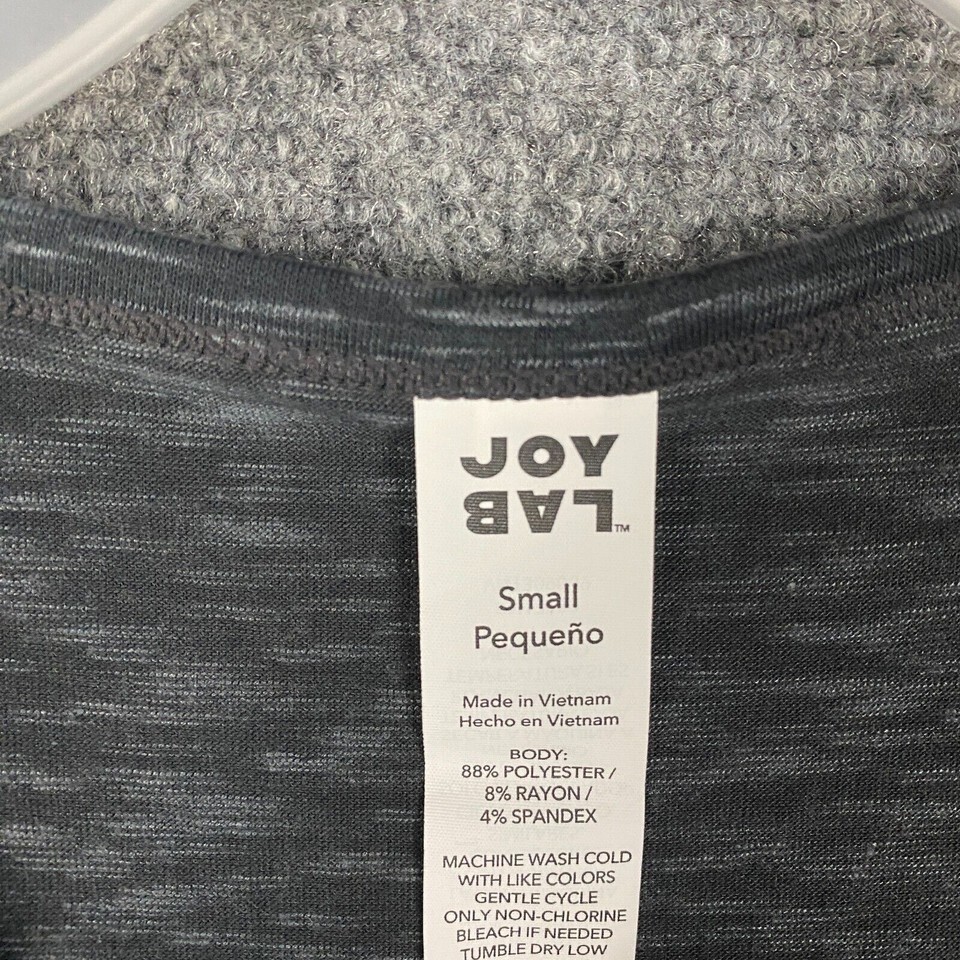 JOY
LAB™
Small
Pequeño
Made in Vietnam
Hecho en Vietnam
BODY:
88% POLYESTER /
8% RAYON /
4% SPANDEX
MACHINE WASH COLD
WITH LIKE COLORS
GENTLE CYCLE
ONLY NON-CHLORINE
BLEACH IF NEEDED
TUMBLE DRY LOW